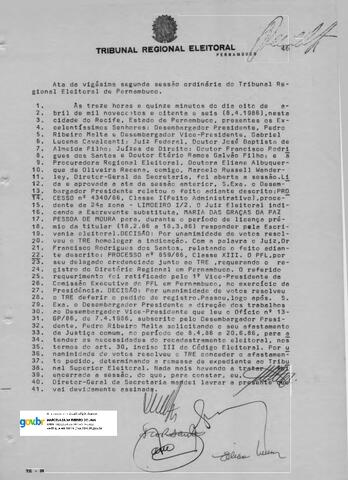 TRIBUNAL REGIONAL ELEITORAL
PERNAMBUCO
46
Ata da vigésima segunda sessão ordinária do Tribunal Re
gional Eleitoral de Pernambuco.
1. Às treze horas e quinze minutos do dia oito de a-
2. bril de mil novecentos e oitenta e seis (8.4.1986),nesta
3. cidade do Recife, Estado de Pernambuco, presentes os Ex
4. celentíssimos Senhores: Desembargador Presidente, Pedro
5. Ribeiro Malta e Desembargador Vice-Presidente, Gabriel
6. Lucena Cavalcanti; Juiz Federal, Doutor José Baptista de
7. Almeida Filho; Juízes de Direito: Doutor Francisco Rodri
8. gues dos Santos e Doutor Etério Ramos Galvão Filho; e a
9. Procuradora Regional Eleitoral, Doutora Eliane Albuquer-
10. que de Oliveira Recena, comigo, Marcelo Russell Wander-
11. ley, Diretor-Geral da Secretaria, foi aberta a sessão.Li
12. da e aprovada a ata da sessão anterior, S.Exa. o Desem-
13. bargador Presidente relatou o feito adiante descrito:PRO
14. CESSO nº 4340/86, Classe I(Feito Administrativo),proce
15. dente da 24a zona - LIMOEIRO /2. O Juiz Eleitoral indi-
16. canda a Escrevente substituta, MARIA DAS GRAÇAS DA PAZ
17. PESSOA DE MOURA para, durante o período de licença prê-
18. mio da titular (18.2.86 a 18.3.86) responder pela Escri-
19. vania eleitoral.DECISÃO: Por unanimidade de votos resol-
20. veu o TRE homologar a indicação. Com a palavra o Juiz,Dr
21. Francisco Rodrigues dos Santos, relatando o feito adian-
22. te descrito: PROCESSO nº 859/86, Classe XIII. O PFL,por
23. seu delegado credenciado junto ao TRE ,requerendo o re-
24. gistro do Diretório Regional em Pernambuco. O referido
25. requerimento foi ratificado pelo 1º Vice-Presidente da
26. Comissão Executiva do PFL em Pernambuco, no exercício da
27. Presidência. DECISÃO: Por unanimidade de votos resolveu
28. o TRE deferir o pedido de registro.Passou,logo após, S.
29. Exa. o Desembargador Presidente a direção dos trabalhos
30. ao Desembargador Vice-Presidente que leu o Ofício nº 13-
31. GP/86, de 7.4.1986, subscrito pelo Desembargador Presi-
32. dente, Pedro Ribeiro Malta solicitando o seu afastamento
33. da Justiça comum, no período de 8.4.86 a 20.6.86, para a
34. tender as necessidades do recadastramento eleitoral, nos
35. termos do art. 30, inciso III do Código Eleitoral. Por u
36. nanimidade de votos resolveu o TRE conceder o afastamen-
37. to pedido, determinando a remessa do expediente ao Tribu
38. nal Superior Eleitoral. Nada mais havendo a tratar foi
39. encerrada a sessão, do que, para constar, eu,
40. Diretor-Geral da Secretaria mandei lavrar a presente que
41. vai devidamente assinada.
gov.br